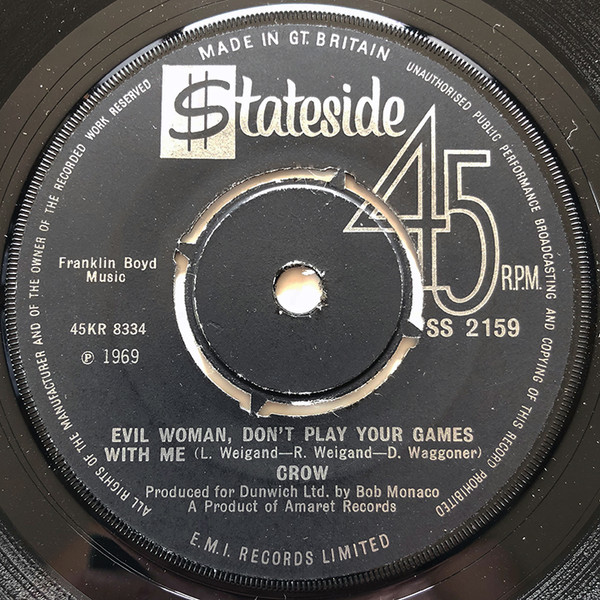 MADE IN GT. BRITAIN
UNAUTHORISED PUBLIC PERFORMANCE BROADCASTING AND COPYING OF THIS RECORD PROHIBITED
ALL RIGHTS OF THE MANUFACTURER AND OF THE OWNER OF THE RECORDED WORK RESERVED
$tateside
45
R.P.M.
Franklin Boyd
Music
45KR 8334
SS 2159
℗ 1969
EVIL WOMAN, DON'T PLAY YOUR GAMES
WITH ME (L. Weigand—R. Weigand—D. Waggoner)
CROW
Produced for Dunwich Ltd. by Bob Monaco
A Product of Amaret Records
E.M.I. RECORDS LIMITED